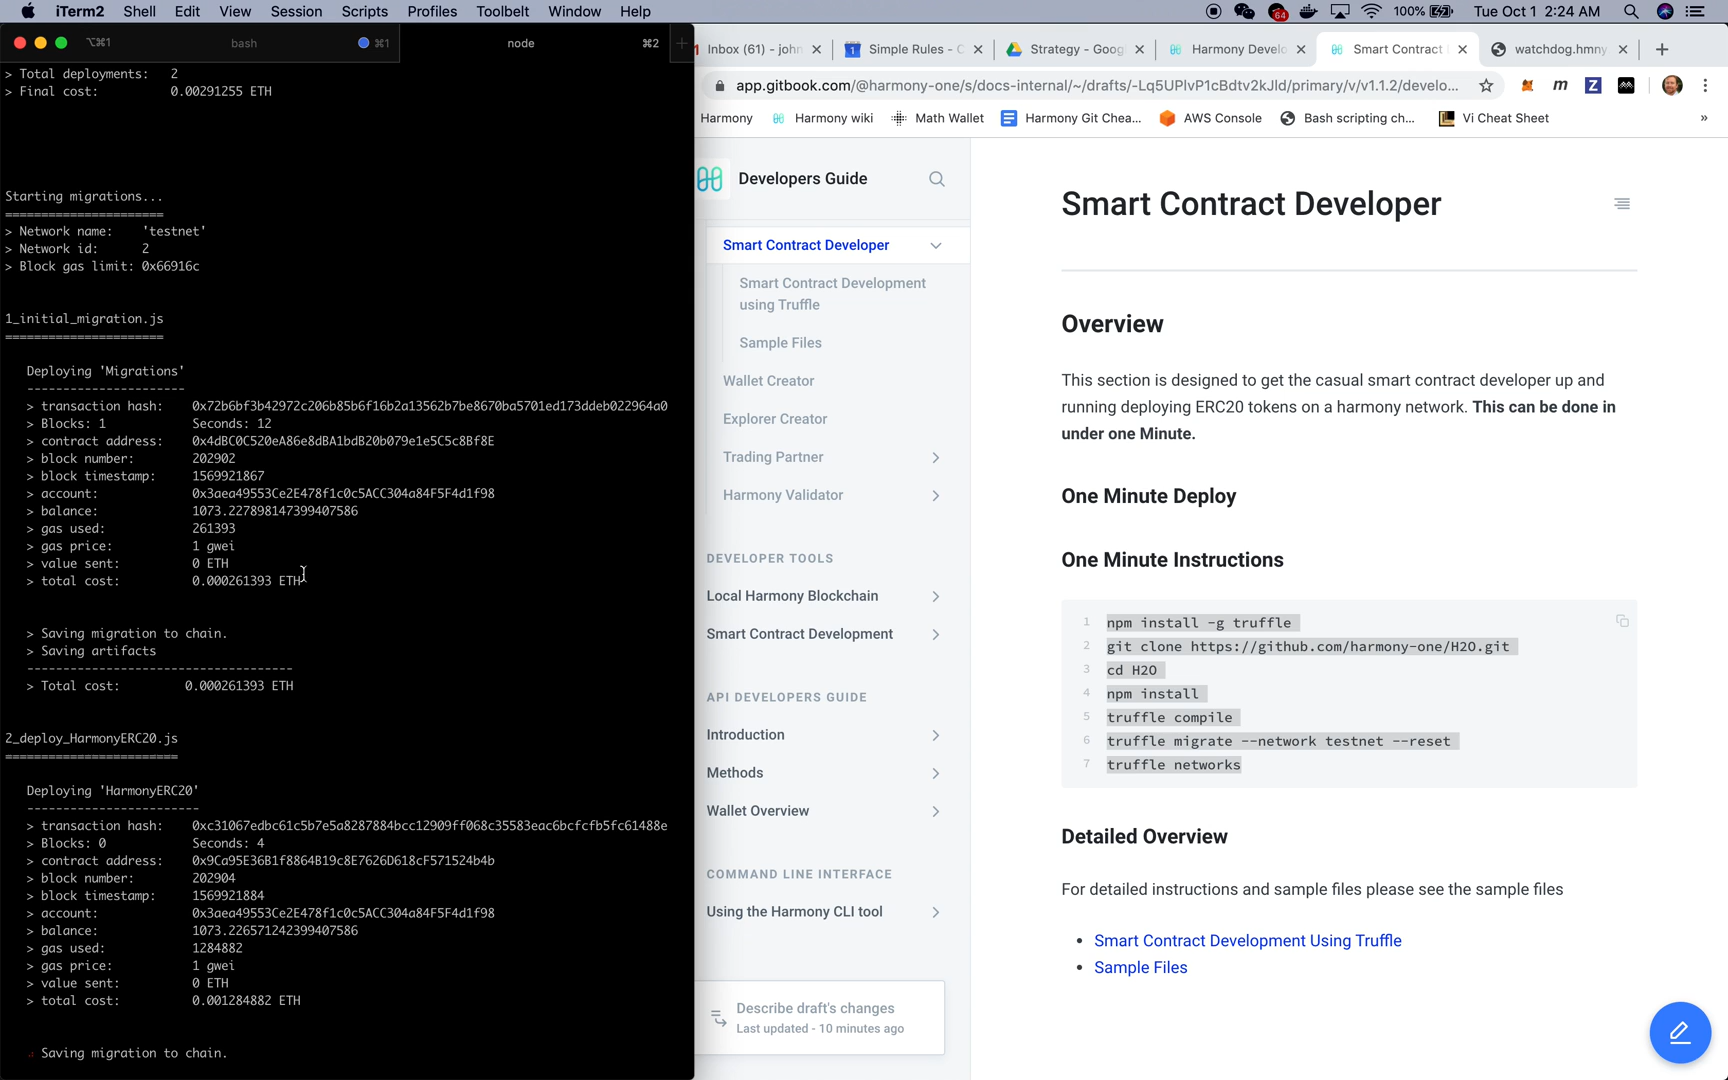 iTerm2 Shell Edit View Session Scripts Profiles Toolbelt Window Help 64 100% Tue Oct 1 2:24 AM
⌥⌘1 bash ⌘1 node ⌘2
> Total deployments: 2
> Final cost: 0.00291255 ETH
Starting migrations...
======================
> Network name: 'testnet'
> Network id: 2
> Block gas limit: 0x66916c
1_initial_migration.js
======================
Deploying 'Migrations'
----------------------
> transaction hash: 0x72b6bf3b42972c206b85b6f16b2a13562b7be8670ba5701ed173ddeb022964a0
> Blocks: 1 Seconds: 12
> contract address: 0x4dBC0C520eA86e8dBA1bdB20b079e1e5C5c8Bf8E
> block number: 202902
> block timestamp: 1569921867
> account: 0x3aea49553Ce2E478f1c0c5ACC304a84F5F4d1f98
> balance: 1073.227898147399407586
> gas used: 261393
> gas price: 1 gwei
> value sent: 0 ETH
> total cost: 0.000261393 ETH
> Saving migration to chain.
> Saving artifacts
-------------------------------------
> Total cost: 0.000261393 ETH
2_deploy_HarmonyERC20.js
========================
Deploying 'HarmonyERC20'
------------------------
> transaction hash: 0xc31067edbc61c5b7e5a8287884bcc12909ff068c35583eac6bcfcfb5fc61488e
> Blocks: 0 Seconds: 4
> contract address: 0x9Ca95E36B1f8864B19c8E7626D618cF571524b4b
> block number: 202904
> block timestamp: 1569921884
> account: 0x3aea49553Ce2E478f1c0c5ACC304a84F5F4d1f98
> balance: 1073.226571242399407586
> gas used: 1284882
> gas price: 1 gwei
> value sent: 0 ETH
> total cost: 0.001284882 ETH
Saving migration to chain.
Inbox (61) - john Simple Rules - C Strategy - Goog Harmony Develo Smart Contract watchdog.hmny
app.gitbook.com/@harmony-one/s/docs-internal/~/drafts/-Lq5UPlvP1cBdtv2kJld/primary/v/v1.1.2/develo...
Harmony Harmony wiki Math Wallet Harmony Git Chea... AWS Console Bash scripting ch... Vi Cheat Sheet »
Developers Guide
Smart Contract Developer
Smart Contract Development
using Truffle
Sample Files
Wallet Creator
Explorer Creator
Trading Partner
Harmony Validator
DEVELOPER TOOLS
Local Harmony Blockchain
Smart Contract Development
API DEVELOPERS GUIDE
Introduction
Methods
Wallet Overview
COMMAND LINE INTERFACE
Using the Harmony CLI tool
Describe draft's changes
Last updated - 10 minutes ago
Smart Contract Developer
Overview
This section is designed to get the casual smart contract developer up and
running deploying ERC20 tokens on a harmony network. This can be done in
under one Minute.
One Minute Deploy
One Minute Instructions
1 npm install -g truffle
2 git clone https://github.com/harmony-one/H2O.git
3 cd H2O
4 npm install
5 truffle compile
6 truffle migrate --network testnet --reset
7 truffle networks
Detailed Overview
For detailed instructions and sample files please see the sample files
• Smart Contract Development Using Truffle
• Sample Files